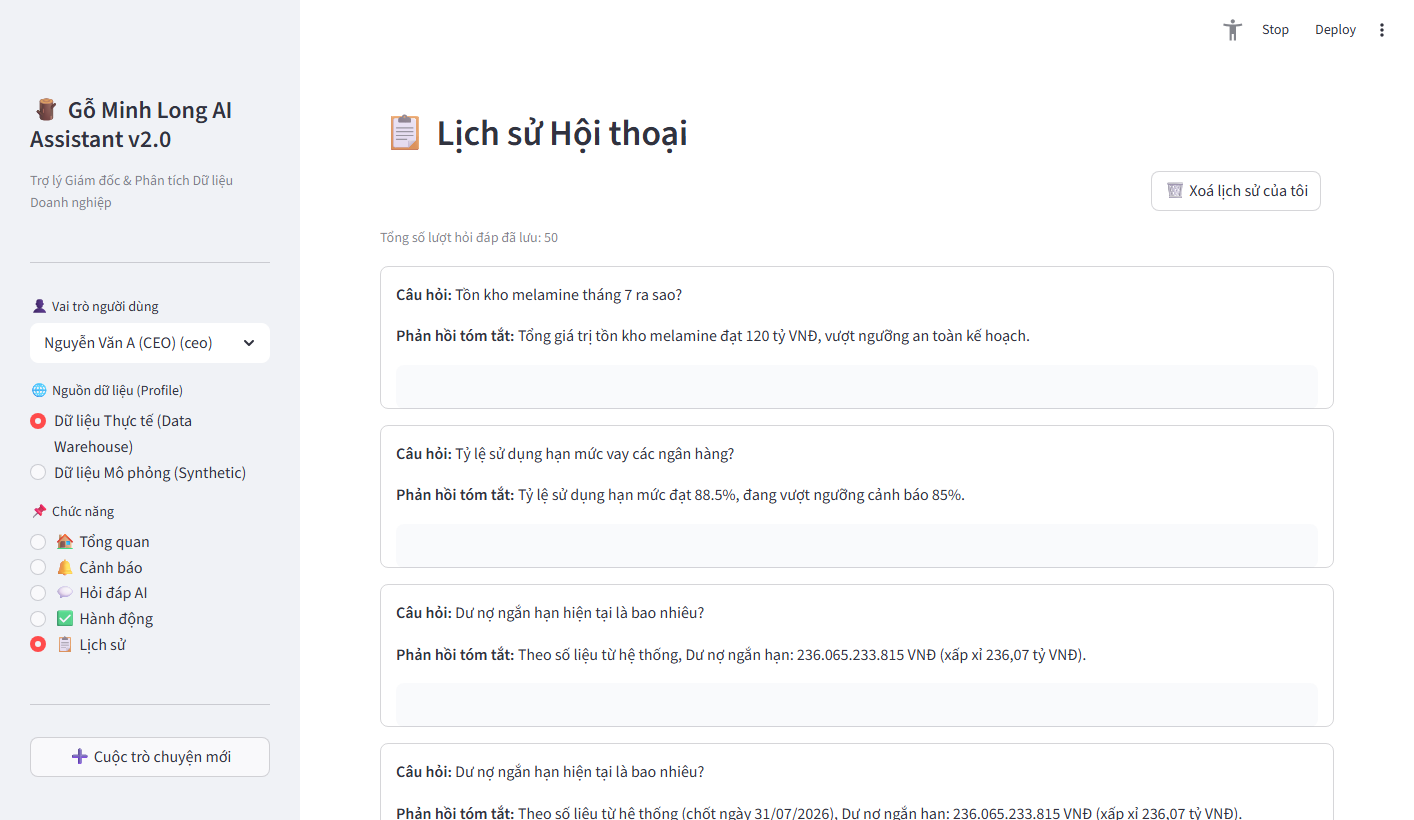 Stop
Deploy
Gỗ Minh Long AI
Assistant v2.0
Trợ lý Giám đốc & Phân tích Dữ liệu
Doanh nghiệp
Vai trò người dùng
Nguyễn Văn A (CEO) (ceo)
Nguồn dữ liệu (Profile)
Dữ liệu Thực tế (Data
Warehouse)
Dữ liệu Mô phỏng (Synthetic)
Chức năng
Tổng quan
Cảnh báo
Hỏi đáp AI
Hành động
Lịch sử
Cuộc trò chuyện mới
Lịch sử Hội thoại
Xoá lịch sử của tôi
Tổng số lượt hỏi đáp đã lưu: 50
Câu hỏi: Tồn kho melamine tháng 7 ra sao?
Phản hồi tóm tắt: Tổng giá trị tồn kho melamine đạt 120 tỷ VNĐ, vượt ngưỡng an toàn kế hoạch.
Câu hỏi: Tỷ lệ sử dụng hạn mức vay các ngân hàng?
Phản hồi tóm tắt: Tỷ lệ sử dụng hạn mức đạt 88.5%, đang vượt ngưỡng cảnh báo 85%.
Câu hỏi: Dư nợ ngắn hạn hiện tại là bao nhiêu?
Phản hồi tóm tắt: Theo số liệu từ hệ thống, Dư nợ ngắn hạn: 236.065.233.815 VNĐ (xấp xỉ 236,07 tỷ VNĐ).
Câu hỏi: Dư nợ ngắn hạn hiện tại là bao nhiêu?
Phản hồi tóm tắt: Theo số liệu từ hệ thống (chốt ngày 31/07/2026), Dư nợ ngắn hạn: 236.065.233.815 VNĐ (xấp xỉ 236,07 tỷ VNĐ).